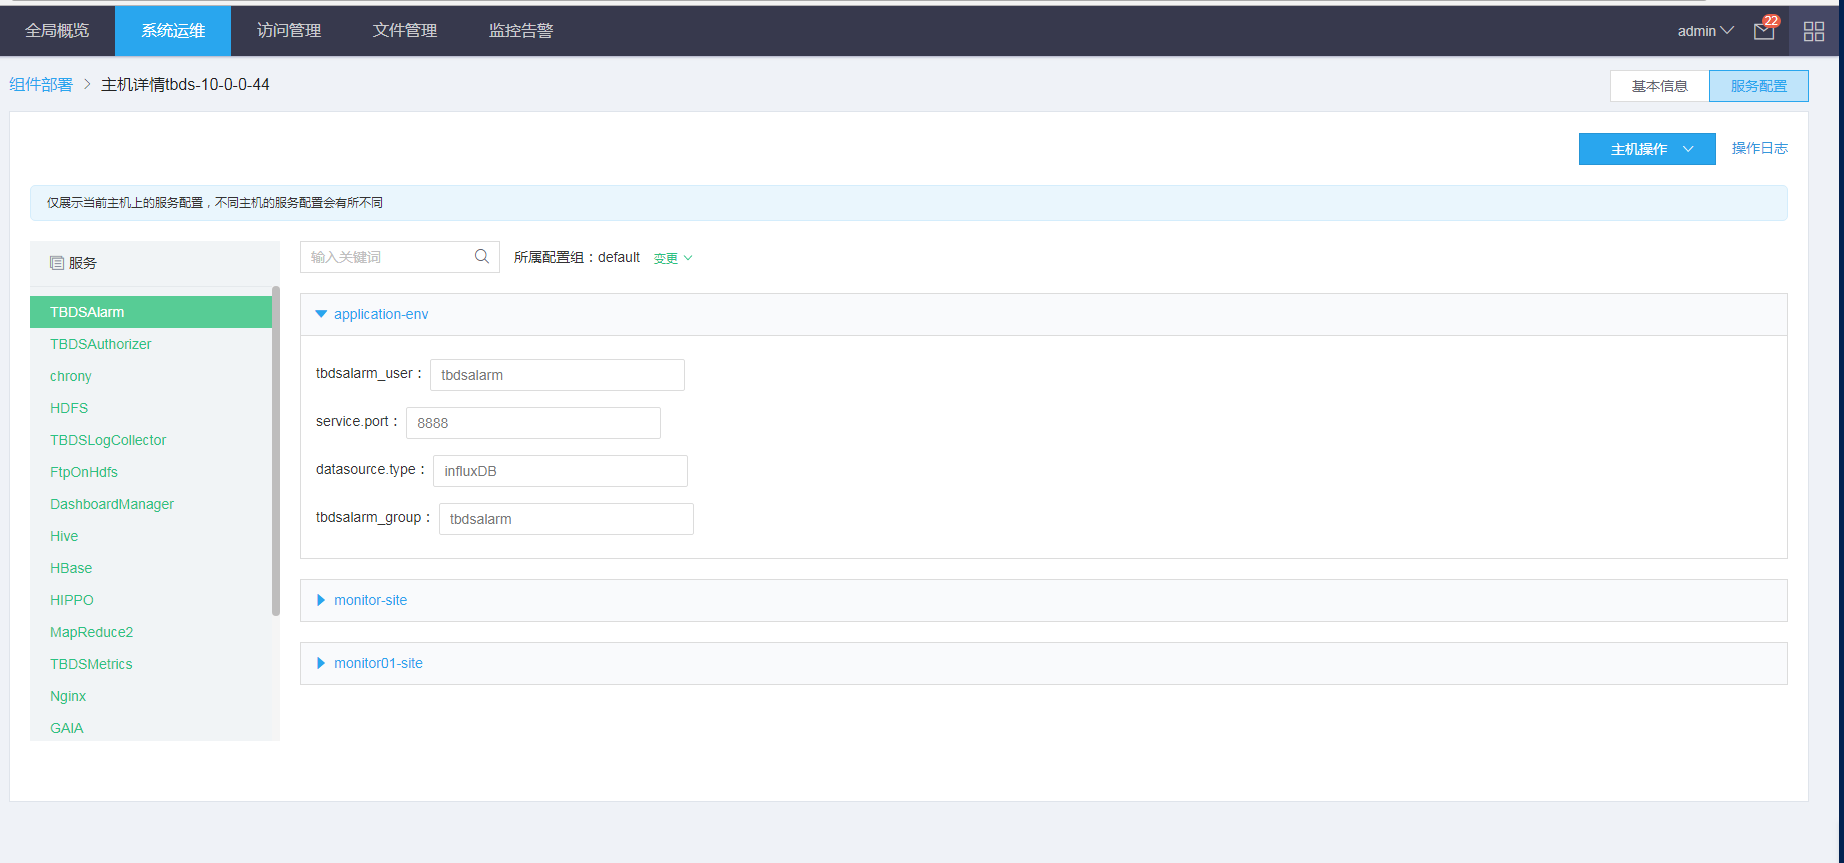 全局概览 系统运维 访问管理 文件管理 监控告警 admin 22
组件部署 > 主机详情tbds-10-0-0-44 基本信息 服务配置
主机操作 操作日志
仅展示当前主机上的服务配置，不同主机的服务配置会有所不同
服务
TBDSAlarm
TBDSAuthorizer
chrony
HDFS
TBDSLogCollector
FtpOnHdfs
DashboardManager
Hive
HBase
HIPPO
MapReduce2
TBDSMetrics
Nginx
GAIA
输入关键词 所属配置组：default 变更
application-env
tbdsalarm_user： tbdsalarm
service.port： 8888
datasource.type： influxDB
tbdsalarm_group： tbdsalarm
monitor-site
monitor01-site